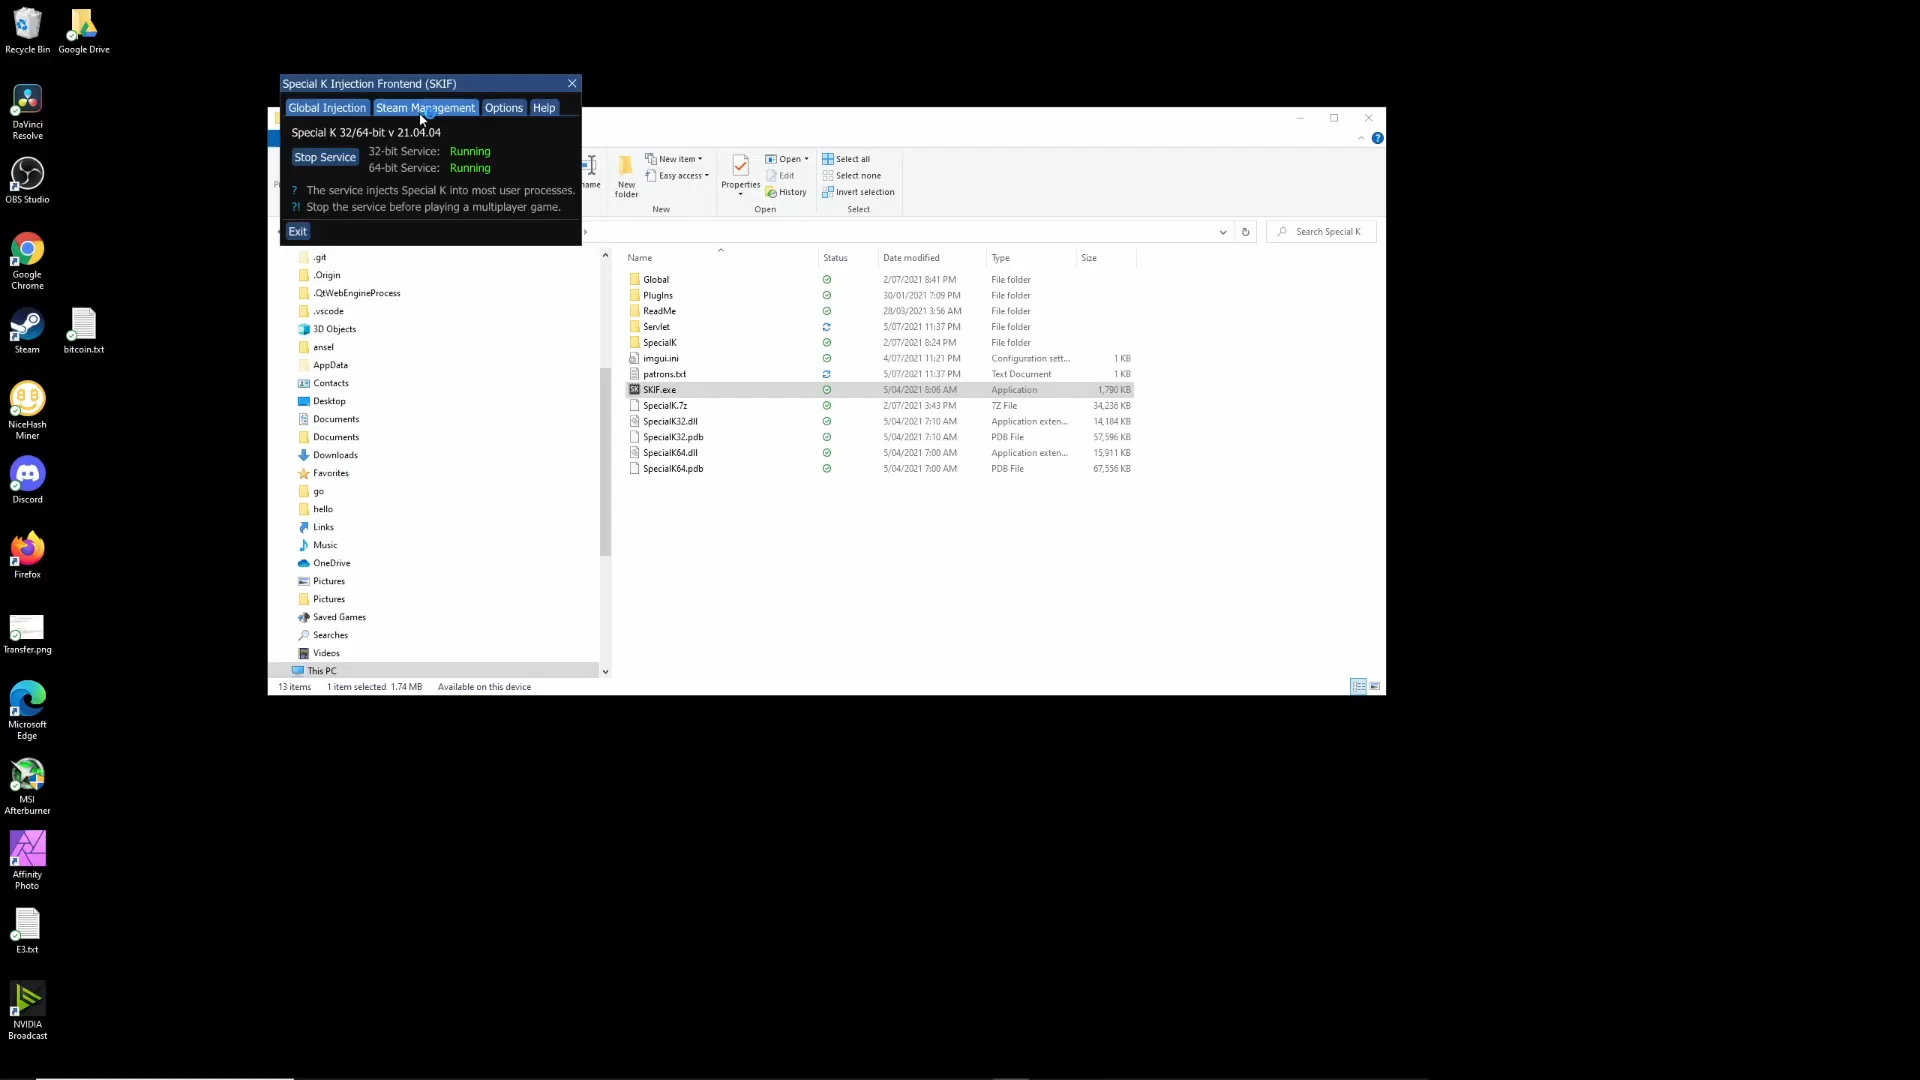 Recycle Bin
Google Drive
DaVinci
Resolve
OBS Studio
Google
Chrome
Steam
bitcoin.txt
NiceHash
Miner
Discord
Firefox
Transfer.png
Microsoft
Edge
MSI
Afterburner
Affinity
Photo
E3.txt
NVIDIA
Broadcast
Special K Injection Frontend (SKIF)
Global Injection Steam Management Options Help
Special K 32/64-bit v 21.04.04
Stop Service
32-bit Service: Running
64-bit Service: Running
? The service injects Special K into most user processes.
?! Stop the service before playing a multiplayer game.
Exit
New
folder
New item
Easy access
New
Properties
Open
Edit
History
Open
Select all
Select none
Invert selection
Select
Search Special K
.git
.Origin
.QtWebEngineProcess
.vscode
3D Objects
ansel
AppData
Contacts
Desktop
Documents
Documents
Downloads
Favorites
go
hello
Links
Music
OneDrive
Pictures
Pictures
Saved Games
Searches
Videos
This PC
Name Status Date modified Type Size
Global 2/07/2021 8:41 PM File folder
PlugIns 30/01/2021 7:09 PM File folder
ReadMe 28/03/2021 3:56 AM File folder
Servlet 5/07/2021 11:37 PM File folder
SpecialK 2/07/2021 8:24 PM File folder
imgui.ini 4/07/2021 11:21 PM Configuration sett... 1 KB
patrons.txt 5/07/2021 11:37 PM Text Document 1 KB
SKIF.exe 5/04/2021 8:06 AM Application 1,790 KB
SpecialK.7z 2/07/2021 3:43 PM 7Z File 34,236 KB
SpecialK32.dll 5/04/2021 7:10 AM Application exten... 14,184 KB
SpecialK32.pdb 5/04/2021 7:10 AM PDB File 57,596 KB
SpecialK64.dll 5/04/2021 7:00 AM Application exten... 15,911 KB
SpecialK64.pdb 5/04/2021 7:00 AM PDB File 67,556 KB
13 items 1 item selected 1.74 MB Available on this device